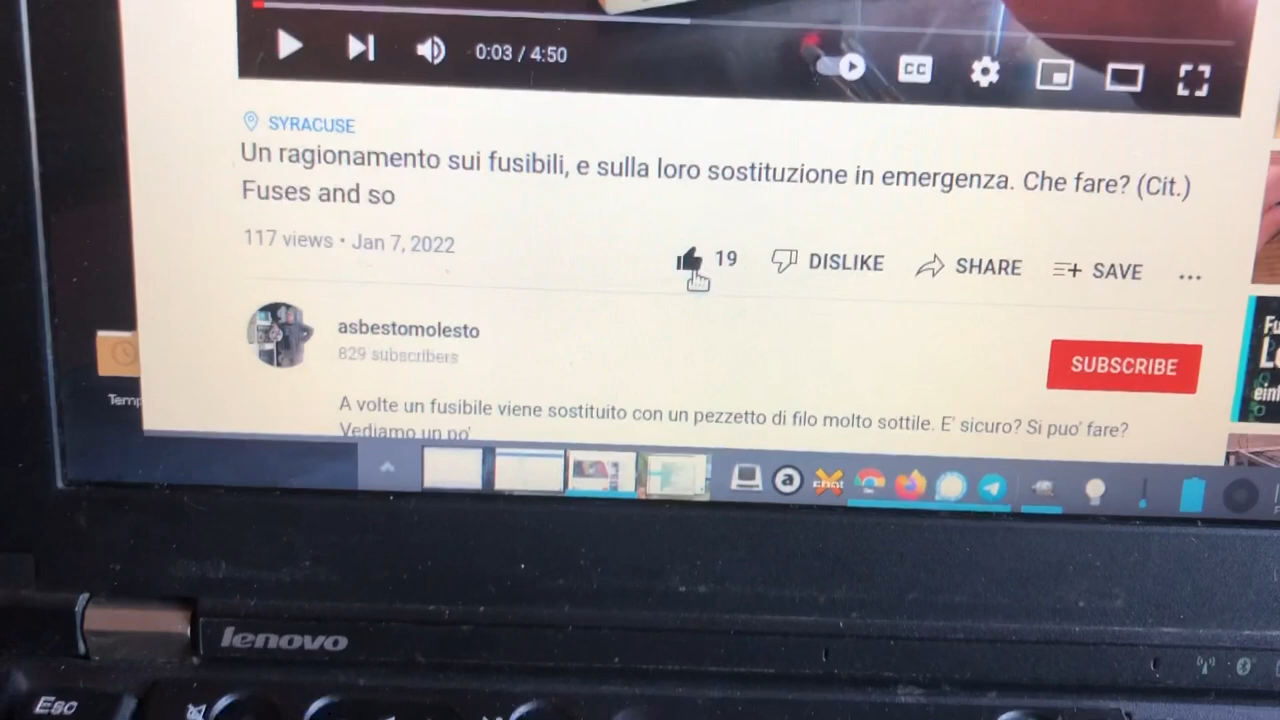 0:03 / 4:50
CC
SYRACUSE
Un ragionamento sui fusibili, e sulla loro sostituzione in emergenza. Che fare? (Cit.)
Fuses and so
117 views • Jan 7, 2022
19 DISLIKE SHARE SAVE ...
asbestomolesto
829 subscribers
SUBSCRIBE
A volte un fusibile viene sostituito con un pezzetto di filo molto sottile. E' sicuro? Si puo' fare?
Vediamo un po'
Temp
a
chat
lenovo
Esc